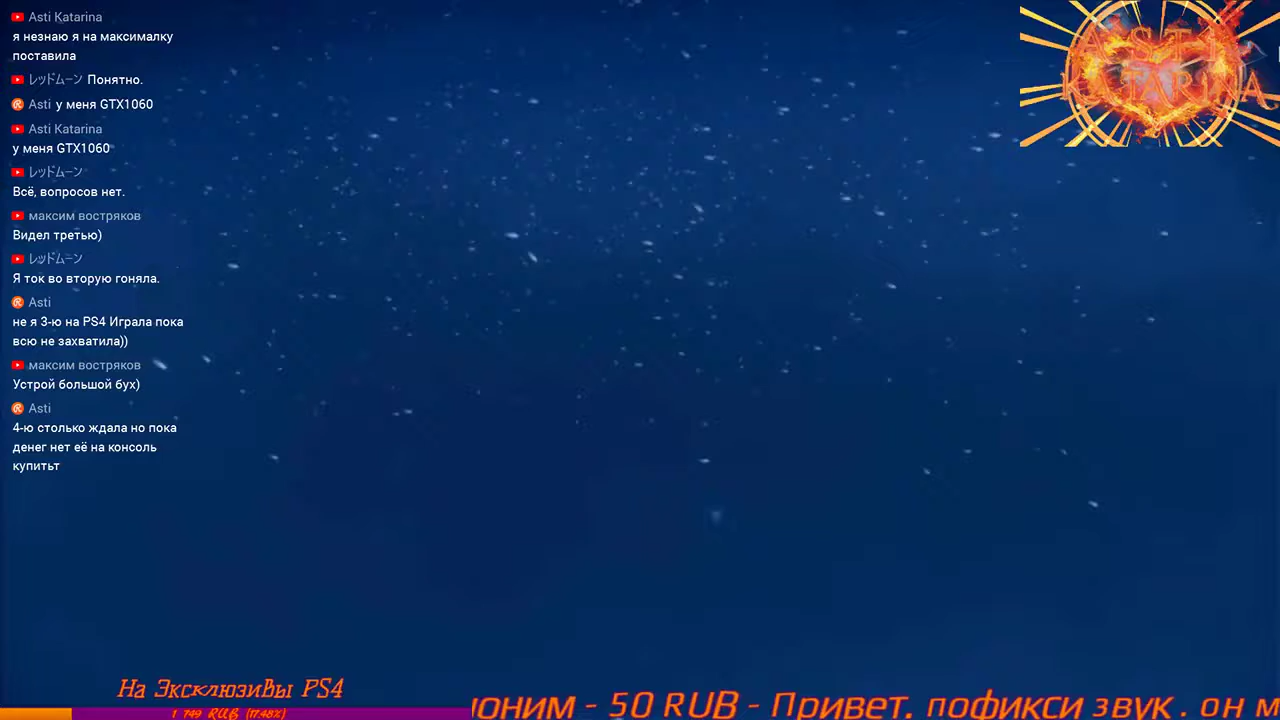 Asti Katarina
я незнаю я на максималку
поставила
レッドムーン Понятно.
Asti у меня GTX1060
Asti Katarina
у меня GTX1060
レッドムーン
Всё, вопросов нет.
максим востряков
Видел третью)
レッドムーン
Я ток во вторую гоняла.
Asti
не я 3-ю на PS4 Играла пока
всю не захватила))
максим востряков
Устрой большой бух)
Asti
4-ю столько ждала но пока
денег нет её на консоль
купитьт
ASTI
KATARINA
На Эксклюзивы PS4
1 749 RUB (17.48%)
оним - 50 RUB - Привет, пофикси звук , он м